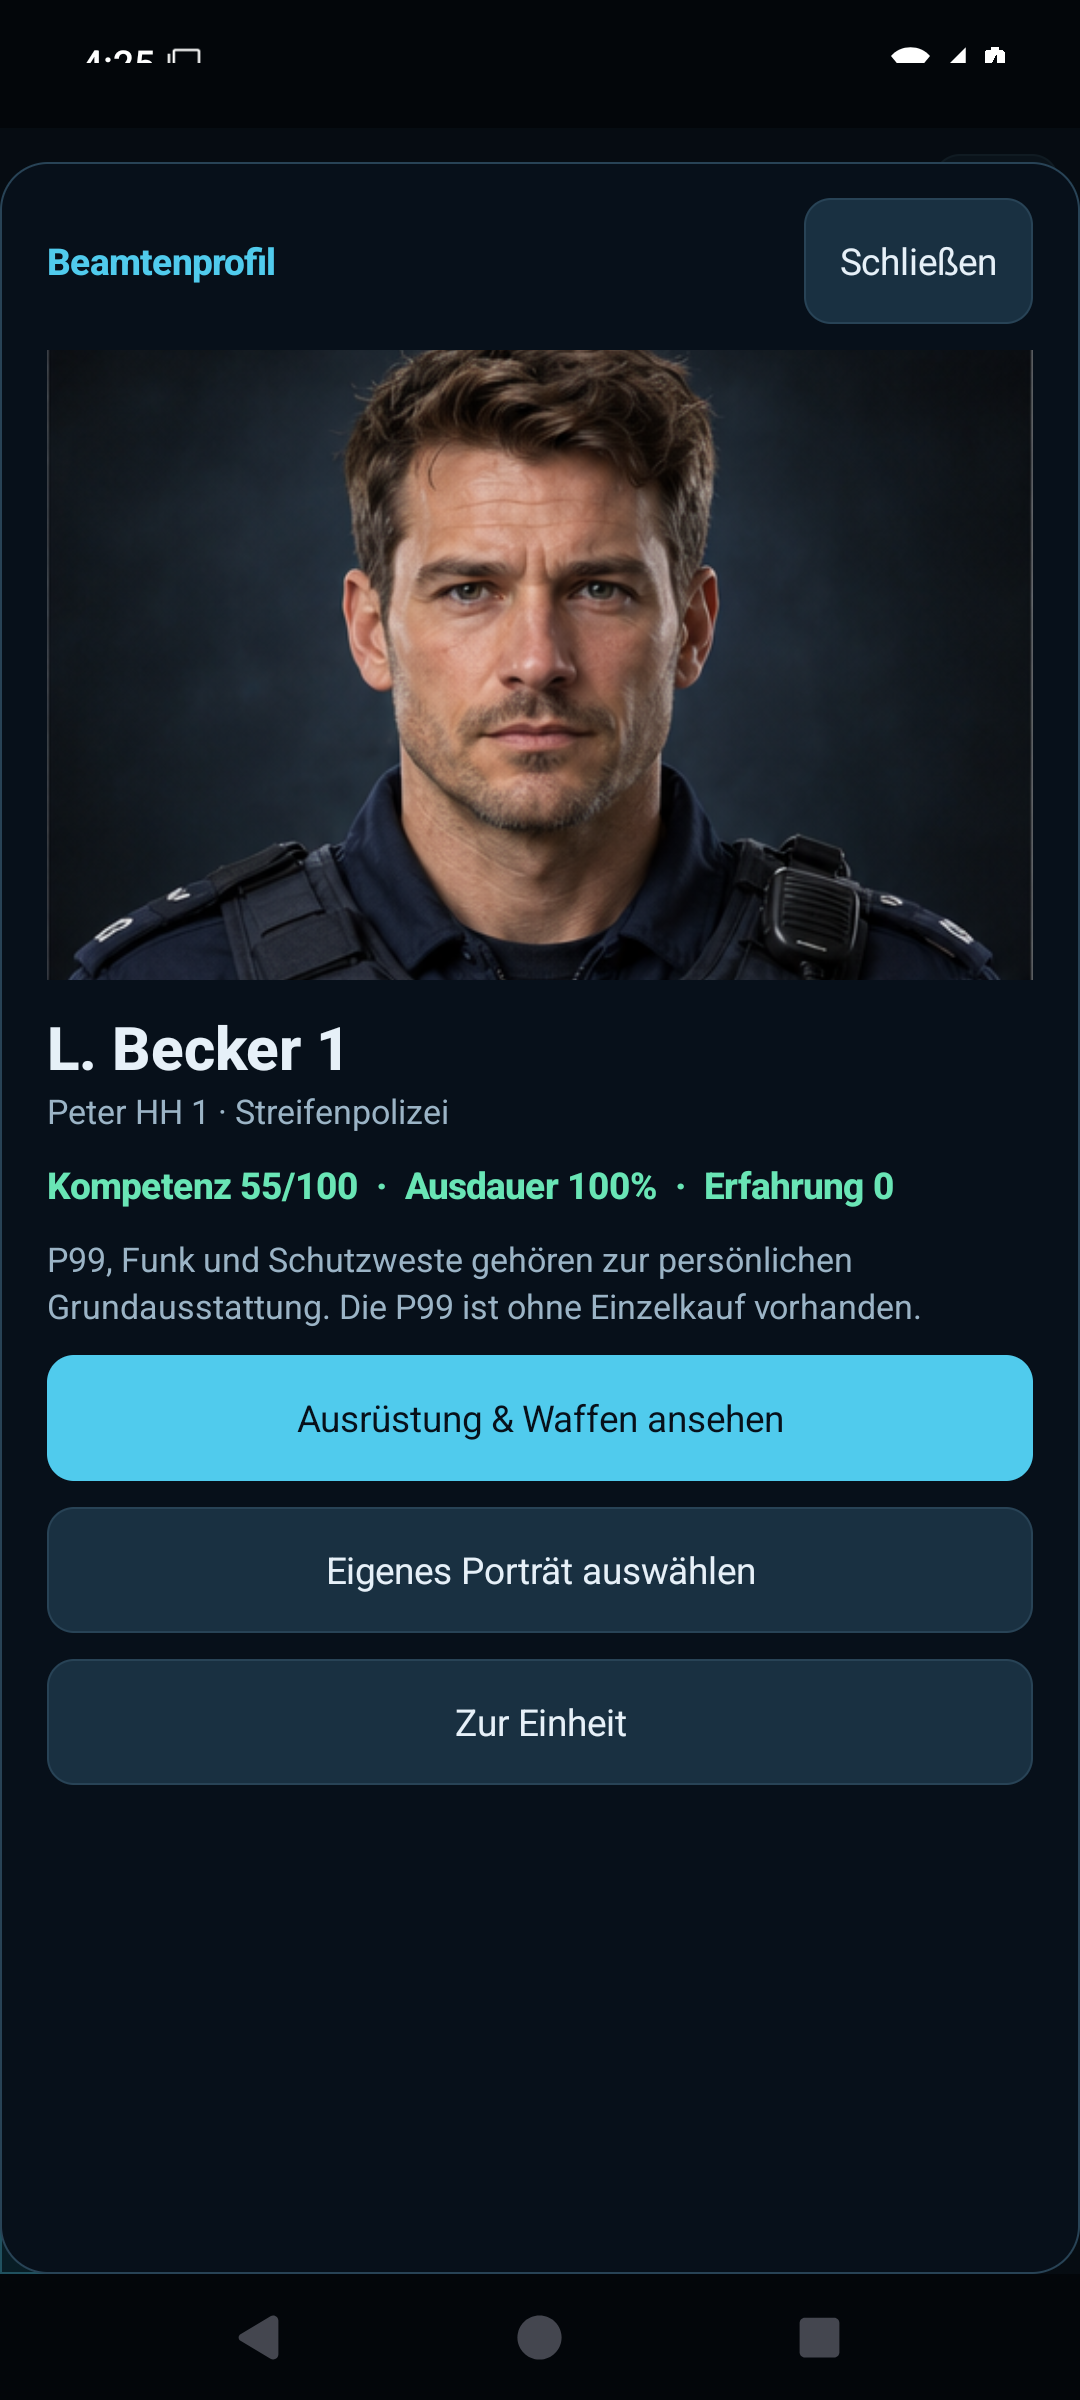 Beamtenprofil
Schließen
L. Becker 1
Peter HH 1 · Streifenpolizei
Kompetenz 55/100 · Ausdauer 100% · Erfahrung 0
P99, Funk und Schutzweste gehören zur persönlichen
Grundausstattung. Die P99 ist ohne Einzelkauf vorhanden.
Ausrüstung & Waffen ansehen
Eigenes Porträt auswählen
Zur Einheit